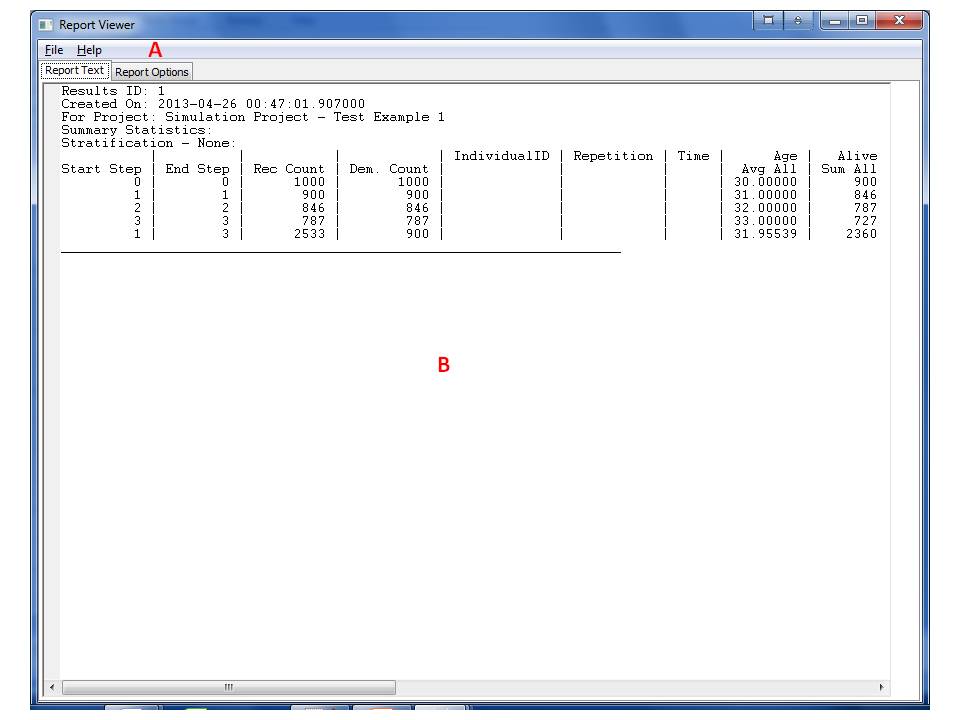 Report Viewer
File Help A
Report Text Report Options
Results ID: 1
Created On: 2013-04-26 00:47:01.907000
For Project: Simulation Project - Test Example 1
Summary Statistics:
Stratification - None:
| | | | IndividualID | Repetition | Time | Age | Alive
Start Step | End Step | Rec Count | Dem. Count | | | | Avg All | Sum All
0 | 0 | 1000 | 1000 | | | | 30.00000 | 900
1 | 1 | 900 | 900 | | | | 31.00000 | 846
2 | 2 | 846 | 846 | | | | 32.00000 | 787
3 | 3 | 787 | 787 | | | | 33.00000 | 727
1 | 3 | 2533 | 900 | | | | 31.95539 | 2360
B